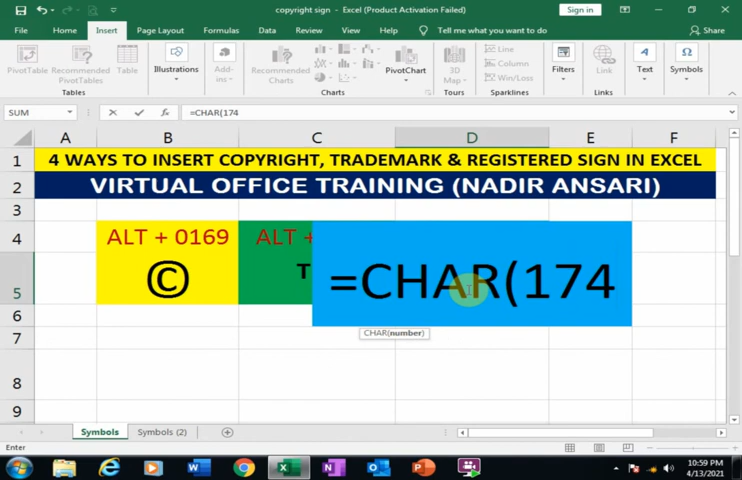 copyright sign - Excel (Product Activation Failed)
Sign in
File Home Insert Page Layout Formulas Data Review View Help Tell me what you want to do Share
PivotTable Recommended PivotTables Table Illustrations Add-ins Recommended Charts PivotChart 3D Map Line Column Win/Loss Filters Link Text Symbols
Tables Charts Tours Sparklines Links
SUM =CHAR(174
A B C D E F
1 4 WAYS TO INSERT COPYRIGHT, TRADEMARK & REGISTERED SIGN IN EXCEL
2 VIRTUAL OFFICE TRAINING (NADIR ANSARI)
3
4 ALT + 0169 ALT +
5 © T =CHAR(174
6
7 CHAR(number)
8
9
Symbols Symbols (2)
Enter
10:59 PM
4/13/2021